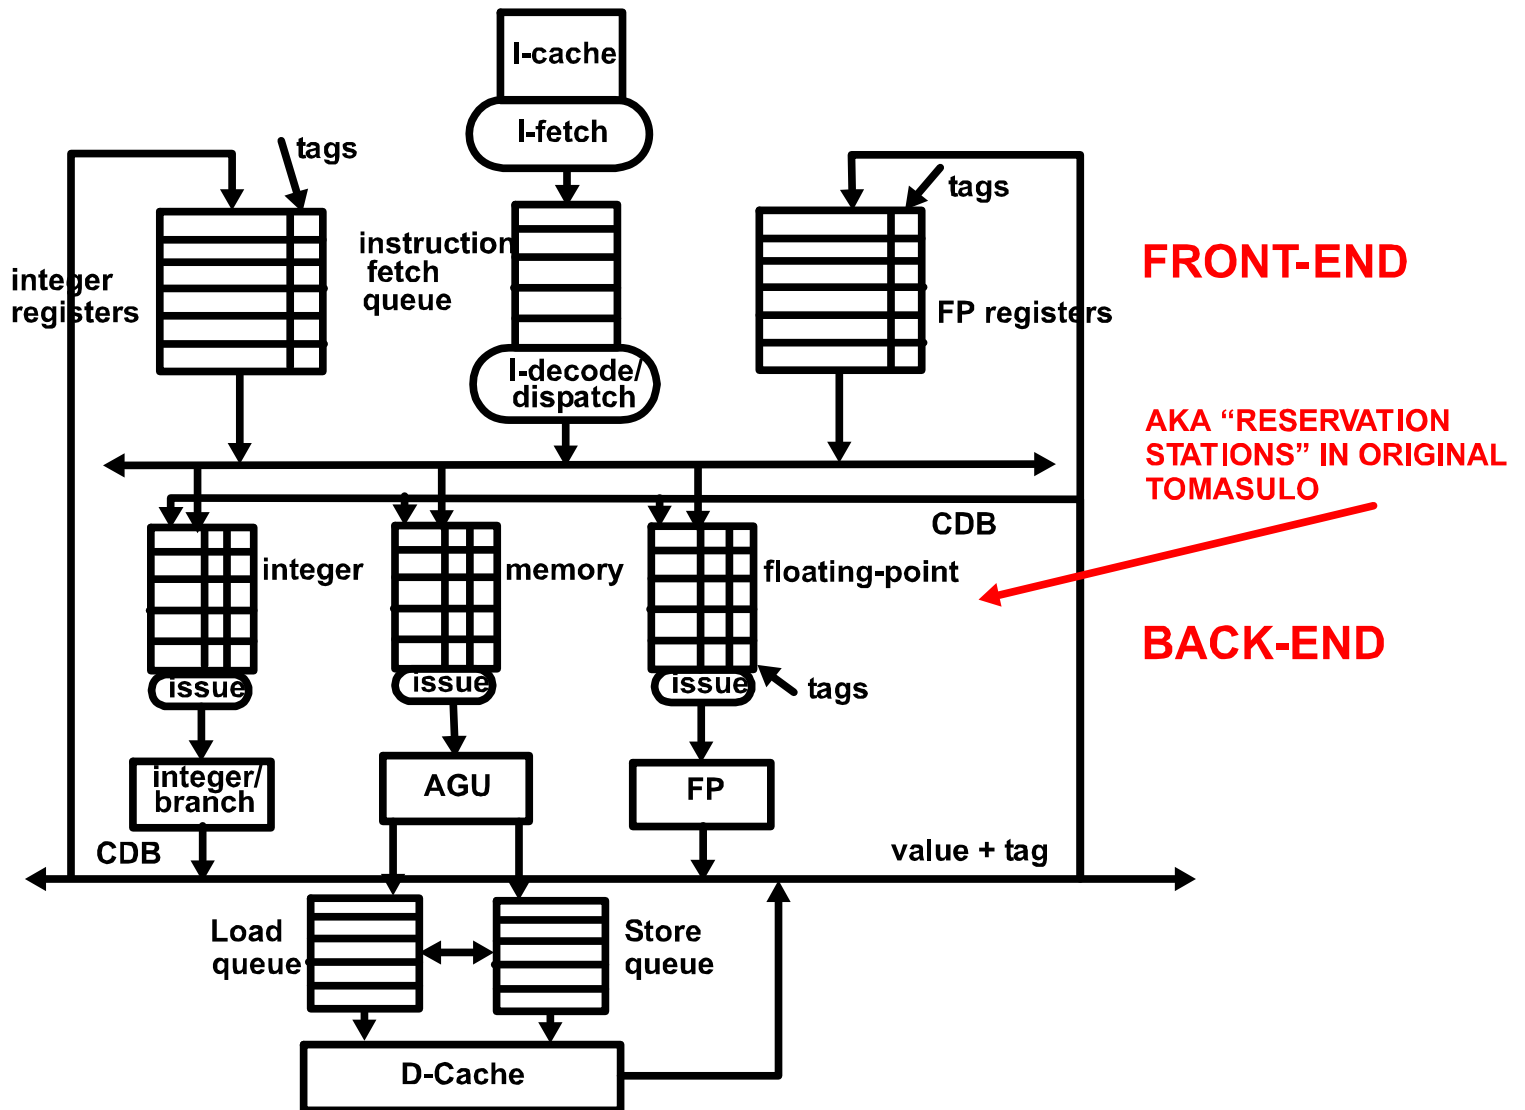 I-cache
I-fetch
tags
tags
instruction
fetch
queue
integer
registers
FP registers
FRONT-END
I-decode/
dispatch
AKA “RESERVATION
STATIONS” IN ORIGINAL
TOMASULO
CDB
integer
memory
floating-point
BACK-END
issue
issue
issue
tags
integer/
branch
AGU
FP
CDB
value + tag
Load
queue
Store
queue
D-Cache